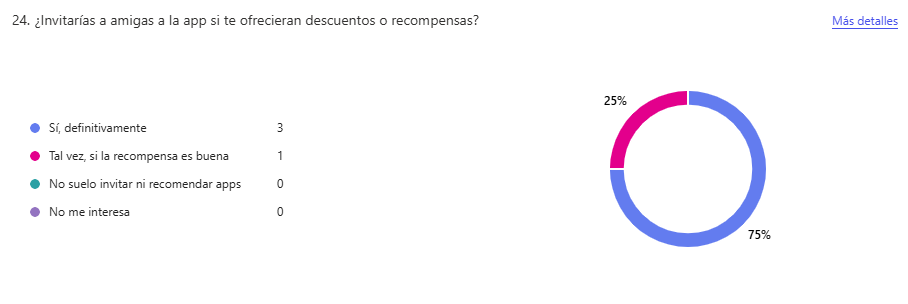 24. ¿Invitarías a amigas a la app si te ofrecieran descuentos o recompensas?
Más detalles
Sí, definitivamente 3
Tal vez, si la recompensa es buena 1
No suelo invitar ni recomendar apps 0
No me interesa 0
25%
75%